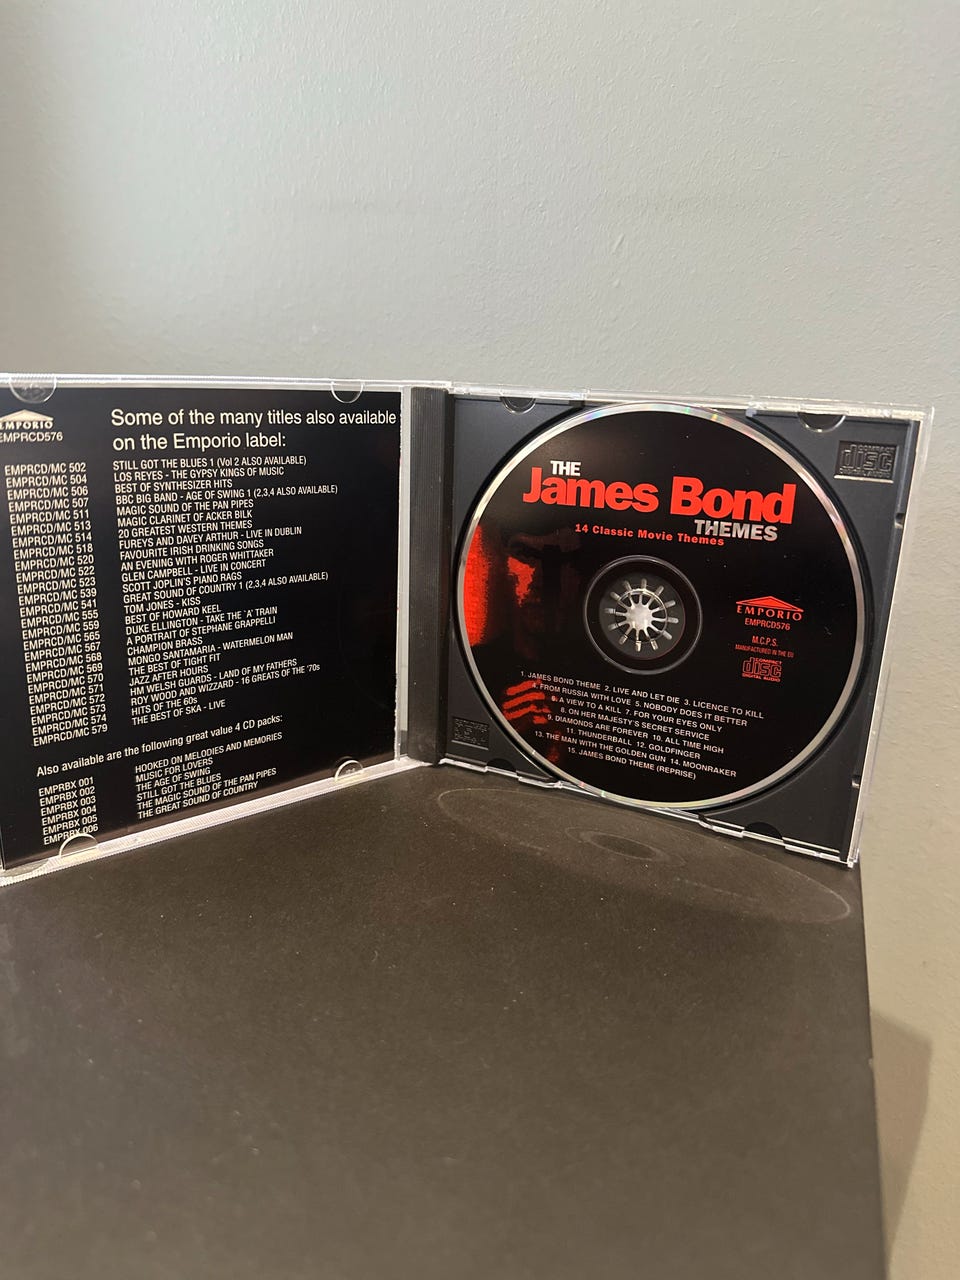 EMPORIO
EMPRCD576
Some of the many titles also available
on the Emporio label:
EMPRCD/MC 502 STILL GOT THE BLUES 1 (Vol 2 ALSO AVAILABLE)
EMPRCD/MC 504 LOS REYES - THE GYPSY KINGS OF MUSIC
EMPRCD/MC 506 BEST OF SYNTHESIZER HITS
EMPRCD/MC 507 BBC BIG BAND - AGE OF SWING 1 (2,3,4 ALSO AVAILABLE)
EMPRCD/MC 511 MAGIC SOUND OF THE PAN PIPES
EMPRCD/MC 513 MAGIC CLARINET OF ACKER BILK
EMPRCD/MC 514 20 GREATEST WESTERN THEMES
EMPRCD/MC 518 FUREYS AND DAVEY ARTHUR - LIVE IN DUBLIN
EMPRCD/MC 520 FAVOURITE IRISH DRINKING SONGS
EMPRCD/MC 522 AN EVENING WITH ROGER WHITTAKER
EMPRCD/MC 523 GLEN CAMPBELL - LIVE IN CONCERT
EMPRCD/MC 539 SCOTT JOPLIN'S PIANO RAGS
EMPRCD/MC 541 GREAT SOUND OF COUNTRY 1 (2,3,4 ALSO AVAILABLE)
EMPRCD/MC 555 TOM JONES - KISS
EMPRCD/MC 559 BEST OF HOWARD KEEL
EMPRCD/MC 565 DUKE ELLINGTON - TAKE THE `A' TRAIN
EMPRCD/MC 567 A PORTRAIT OF STEPHANE GRAPPELLI
EMPRCD/MC 568 CHAMPION BRASS
EMPRCD/MC 569 MONGO SANTAMARIA - WATERMELON MAN
EMPRCD/MC 570 THE BEST OF TIGHT FIT
EMPRCD/MC 571 JAZZ AFTER HOURS
EMPRCD/MC 572 HM WELSH GUARDS - LAND OF MY FATHERS
EMPRCD/MC 573 ROY WOOD AND WIZZARD - 16 GREATS OF THE '70s
EMPRCD/MC 574 HITS OF THE 60s
EMPRCD/MC 579 THE BEST OF SKA - LIVE
Also available are the following great value 4 CD packs:
EMPRBX 001 HOOKED ON MELODIES AND MEMORIES
EMPRBX 002 MUSIC FOR LOVERS
EMPRBX 003 THE AGE OF SWING
EMPRBX 004 STILL GOT THE BLUES
EMPRBX 005 THE MAGIC SOUND OF THE PAN PIPES
EMPRBX 006 THE GREAT SOUND OF COUNTRY
COMPACT
disc
THE
James Bond
THEMES
14 Classic Movie Themes
EMPORIO
EMPRCD576
M.C.P.S.
MANUFACTURED IN THE EU
COMPACT
disc
DIGITAL AUDIO
1. JAMES BOND THEME 2. LIVE AND LET DIE 3. LICENCE TO KILL
4. FROM RUSSIA WITH LOVE 5. NOBODY DOES IT BETTER
6. A VIEW TO A KILL 7. FOR YOUR EYES ONLY
8. ON HER MAJESTY'S SECRET SERVICE
9. DIAMONDS ARE FOREVER 10. ALL TIME HIGH
11. THUNDERBALL 12. GOLDFINGER
13. THE MAN WITH THE GOLDEN GUN 14. MOONRAKER
15. JAMES BOND THEME (REPRISE)